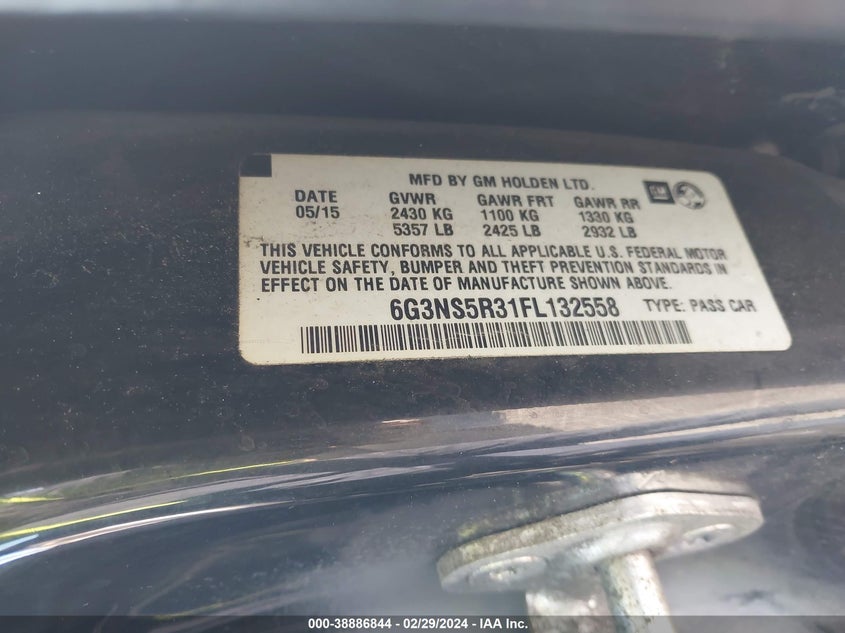 MFD BY GM HOLDEN LTD.
GM
DATE GVWR GAWR FRT GAWR RR
05/15 2430 KG 1100 KG 1330 KG
5357 LB 2425 LB 2932 LB
THIS VEHICLE CONFORMS TO ALL APPLICABLE U.S. FEDERAL MOTOR
VEHICLE SAFETY, BUMPER AND THEFT PREVENTION STANDARDS IN
EFFECT ON THE DATE OF MANUFACTURE SHOWN ABOVE.
6G3NS5R31FL132558 TYPE: PASS CAR
000-38886844 - 02/29/2024 - IAA Inc.